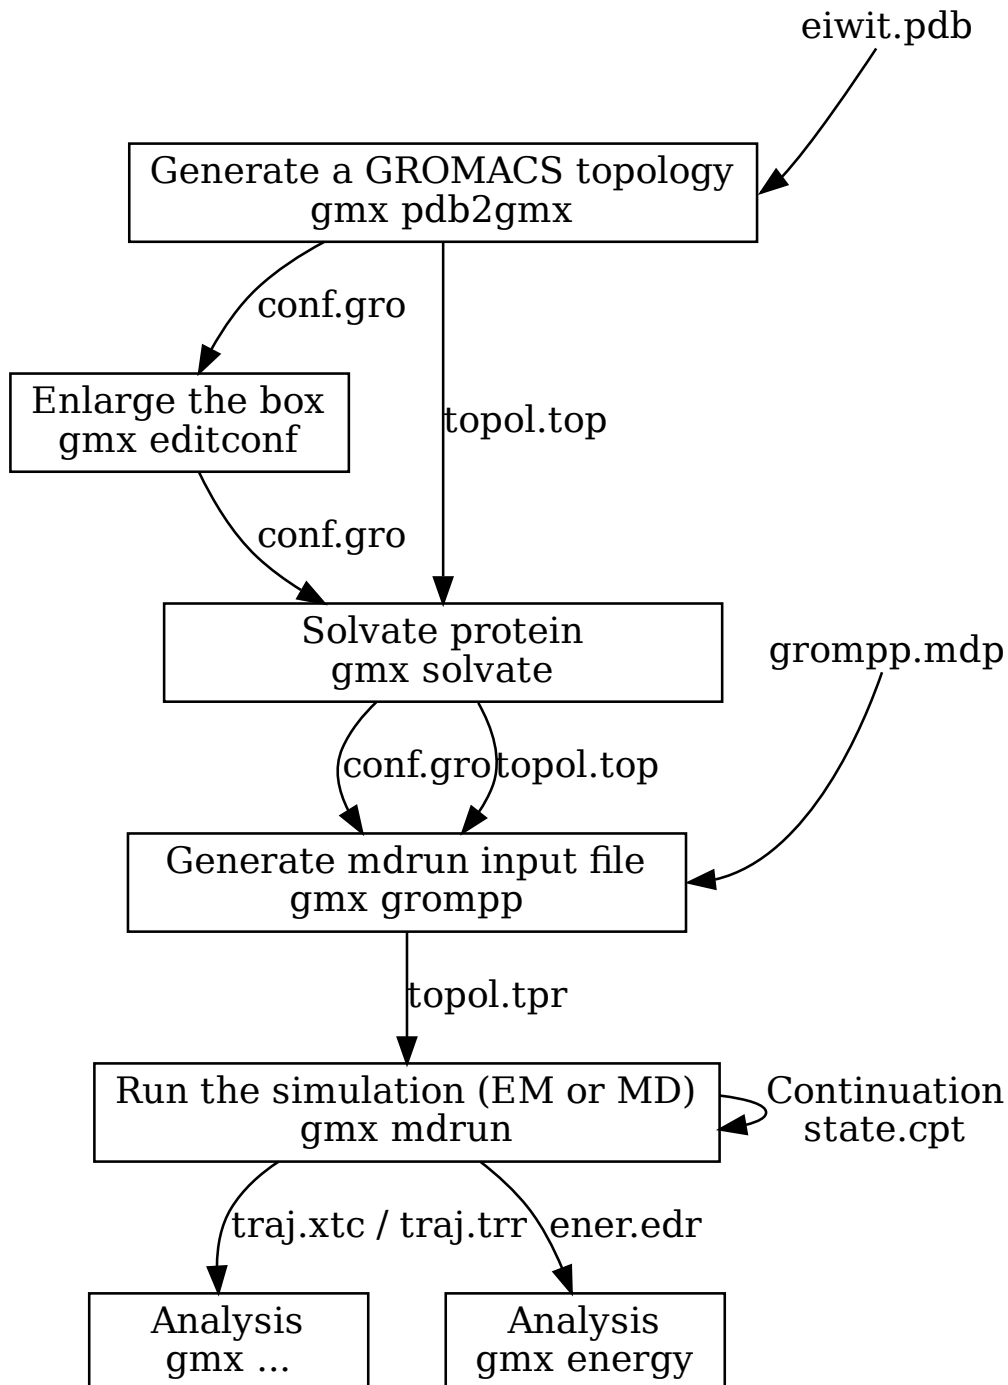 eiwit.pdb
Generate a GROMACS topology
gmx pdb2gmx
conf.gro
Enlarge the box
gmx editconf
topol.top
conf.gro
Solvate protein
gmx solvate
grompp.mdp
conf.gro
topol.top
Generate mdrun input file
gmx grompp
topol.tpr
Run the simulation (EM or MD)
gmx mdrun
Continuation
state.cpt
traj.xtc / traj.trr
ener.edr
Analysis
gmx ...
Analysis
gmx energy